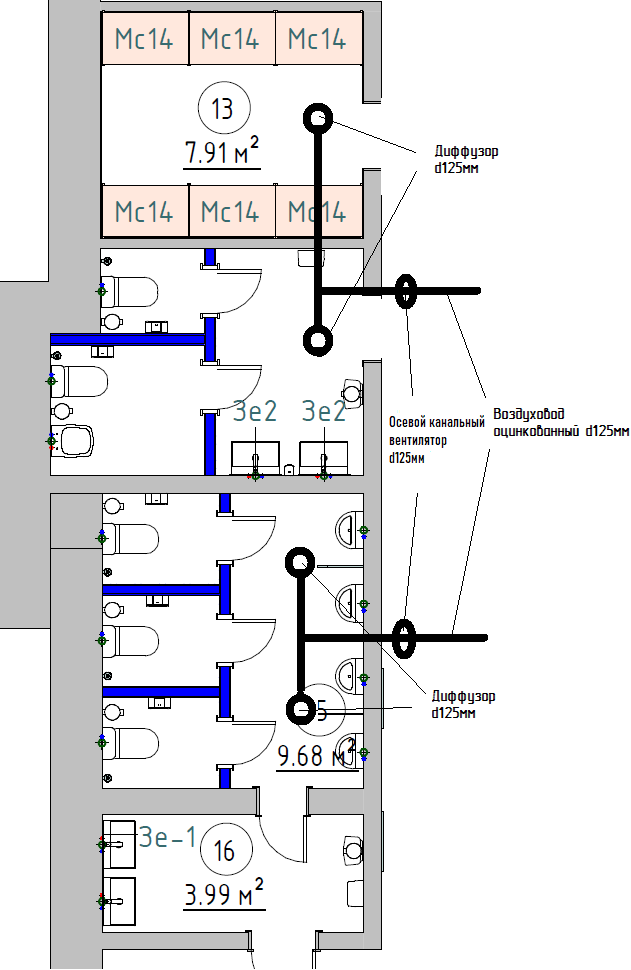 Мс14 Мс14 Мс14
13
7.91 м²
Диффузор
d125мм
Мс14 Мс14 Мс14
Зе2 Зе2
Осевой канальный
вентилятор
d125мм
Воздуховод
оцинкованный d125мм
Диффузор
d125мм
5
9.68 м²
Зе-1
16
3.99 м²